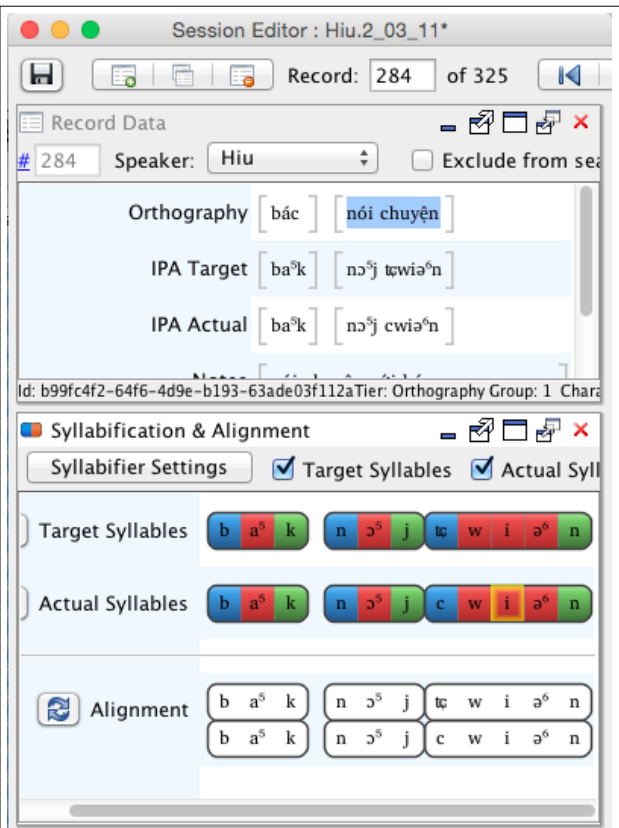 Session Editor : Hiu.2_03_11*
Record: 284 of 325
Record Data
# 284 Speaker: Hiu Exclude from sea
Orthography [ bác ] [ nói chuyện ]
IPA Target [ ba⁵k ] [ nɔ⁵j tɕwiə⁶n ]
IPA Actual [ ba⁵k ] [ nɔ⁵j cwiə⁶n ]
Id: b99fc4f2-64f6-4d9e-b193-63ade03f112aTier: Orthography Group: 1 Chara
Syllabification & Alignment
Syllabifier Settings Target Syllables Actual Syll
Target Syllables b a⁵ k n ɔ⁵ j tɕ w i ə⁶ n
Actual Syllables b a⁵ k n ɔ⁵ j c w i ə⁶ n
Alignment b a⁵ k n ɔ⁵ j tɕ w i ə⁶ n
b a⁵ k n ɔ⁵ j c w i ə⁶ n